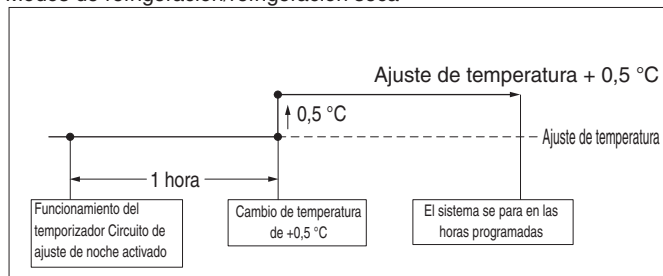 Modos de refrigeración/refrigeración seca
Ajuste de temperatura + 0,5 °C
0,5 °C
Ajuste de temperatura
1 hora
Funcionamiento del
temporizador Circuito de
ajuste de noche activado
Cambio de temperatura
de +0,5 °C
El sistema se para en las
horas programadas